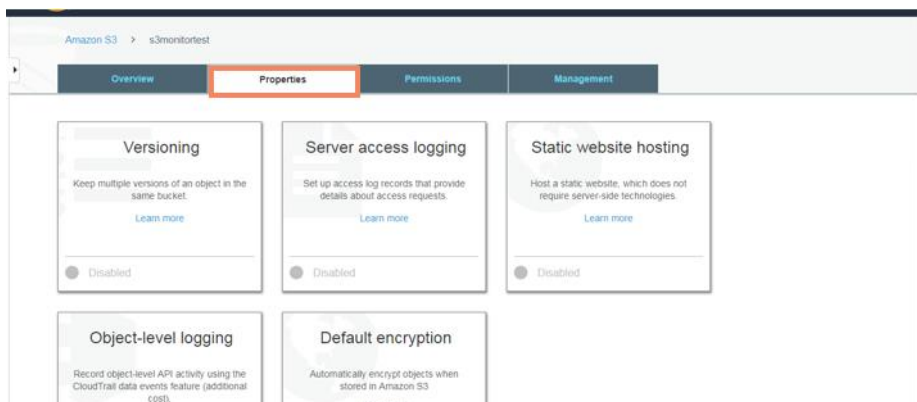 Amazon S3 > s3monitortest
Overview Properties Permissions Management
Versioning
Keep multiple versions of an object in the
same bucket.
Learn more
Disabled
Server access logging
Set up access log records that provide
details about access requests.
Learn more
Disabled
Static website hosting
Host a static website, which does not
require server-side technologies.
Learn more
Disabled
Object-level logging
Record object-level API activity using the
CloudTrail data events feature (additional
cost).
Default encryption
Automatically encrypt objects when
stored in Amazon S3